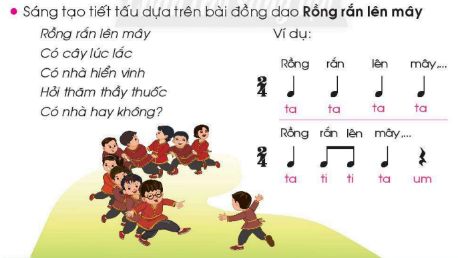 Sáng tạo tiết tấu dựa trên bài đồng dao Rồng rắn lên mây
Rồng rắn lên mây
Có cây lúc lắc
Có nhà hiển vinh
Hỏi thăm thầy thuốc
Có nhà hay không?
Ví dụ:
Rồng rắn lên mây,...
2 4
ta ta ta ta
Rồng rắn lên mây,...
2 4
ta ti ti ta um